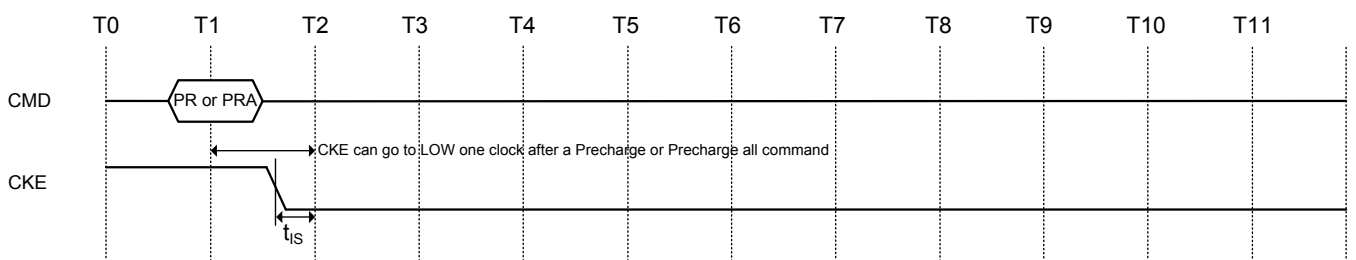 T0 T1 T2 T3 T4 T5 T6 T7 T8 T9 T10 T11
CMD PR or PRA
CKE can go to LOW one clock after a Precharge or Precharge all command
CKE
tIS